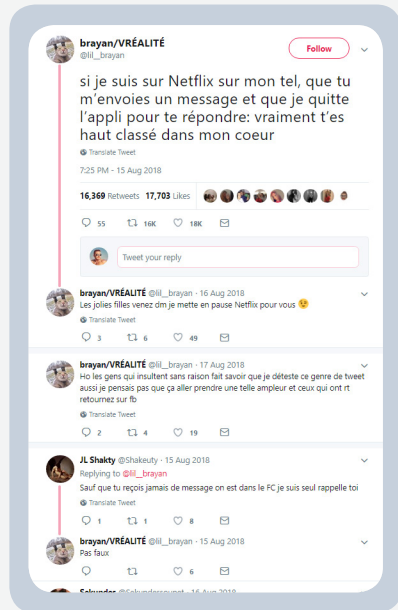 brayan/VRÉALITÉ
@lil__brayan
Follow
si je suis sur Netflix sur mon tel, que tu
m'envoies un message et que je quitte
l'appli pour te répondre: vraiment t'es
haut classé dans mon coeur
Translate Tweet
7:25 PM - 15 Aug 2018
16,369 Retweets 17,703 Likes
55 16K 18K
Tweet your reply
brayan/VRÉALITÉ @lil__brayan · 16 Aug 2018
Les jolies filles venez dm je mette en pause Netflix pour vous 😉
Translate Tweet
3 6 49
brayan/VRÉALITÉ @lil__brayan · 17 Aug 2018
Ho les gens qui insultent sans raison fait savoir que je déteste ce genre de tweet
aussi je pensais pas que ça aller prendre une telle ampleur et ceux qui ont rt
retournez sur fb
Translate Tweet
2 4 19
JL Shakty @Shakeuty · 15 Aug 2018
Replying to @lil__brayan
Sauf que tu reçois jamais de message on est dans le FC je suis seul rappelle toi
Translate Tweet
1 1 8
brayan/VRÉALITÉ @lil__brayan · 15 Aug 2018
Pas faux
6